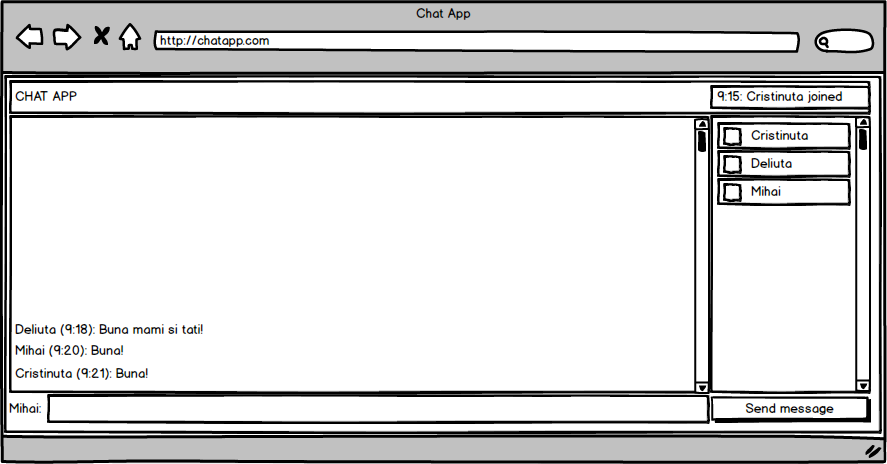 Chat App
http://chatapp.com
CHAT APP
9:15: Cristinuta joined
Cristinuta
Deliuta
Mihai
Deliuta (9:18): Buna mami si tati!
Mihai (9:20): Buna!
Cristinuta (9:21): Buna!
Mihai:
Send message